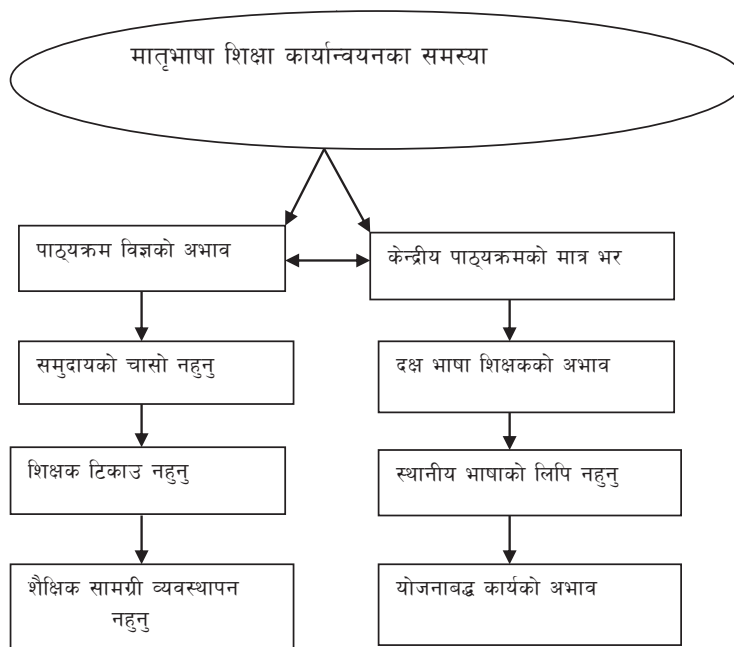 मातृभाषा शिक्षा कार्यान्वयनका समस्या
पाठ्यक्रम विज्ञको अभाव
केन्द्रीय पाठ्यक्रमको मात्र भर
समुदायको चासो नहुनु
दक्ष भाषा शिक्षकको अभाव
शिक्षक टिकाउ नहुनु
स्थानीय भाषाको लिपि नहुनु
शैक्षिक सामग्री व्यवस्थापन
नहुनु
योजनाबद्ध कार्यको अभाव